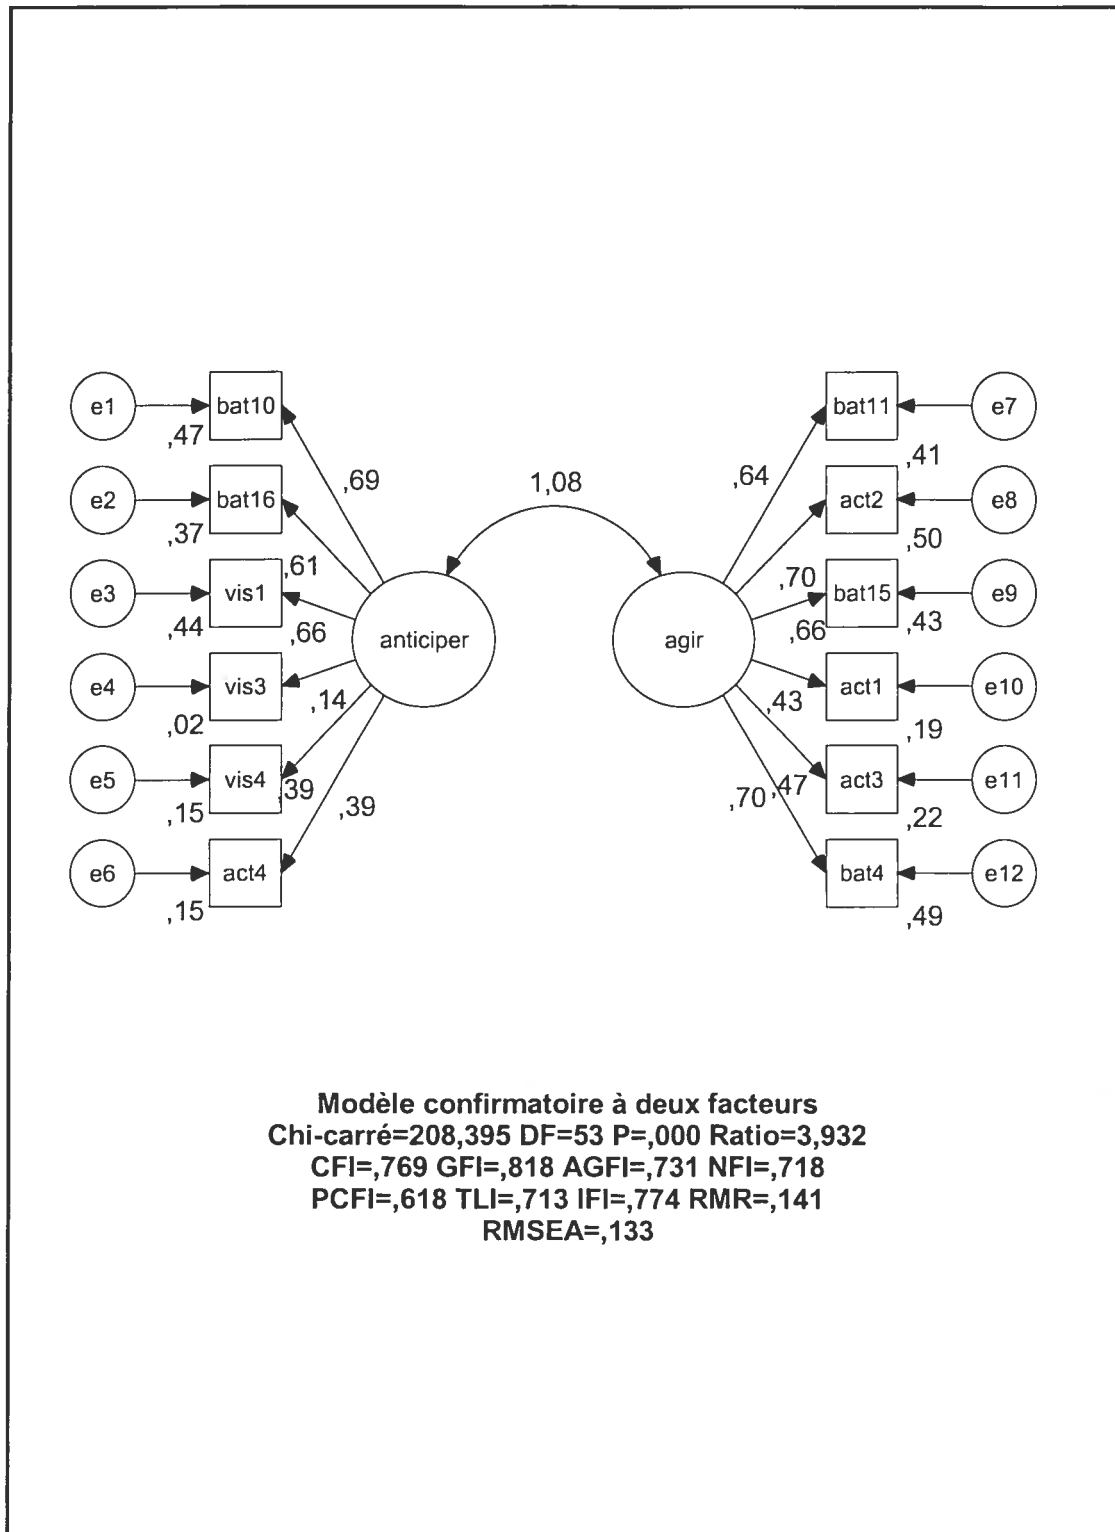 e1 bat10 bat11 e7
,47 ,69 1,08 ,64 ,41
e2 bat16 act2 e8
,37 ,61 ,70 ,50
e3 vis1 bat15 e9
,44 ,66 anticiper agir ,66 ,43
e4 vis3 act1 e10
,02 ,14 ,43 ,19
e5 vis4 act3 e11
,15 ,39 ,39 ,70 ,47 ,22
e6 act4 bat4 e12
,15 ,49
Modèle confirmatoire à deux facteurs
Chi-carré=208,395 DF=53 P=,000 Ratio=3,932
CFI=,769 GFI=,818 AGFI=,731 NFI=,718
PCFI=,618 TLI=,713 IFI=,774 RMR=,141
RMSEA=,133